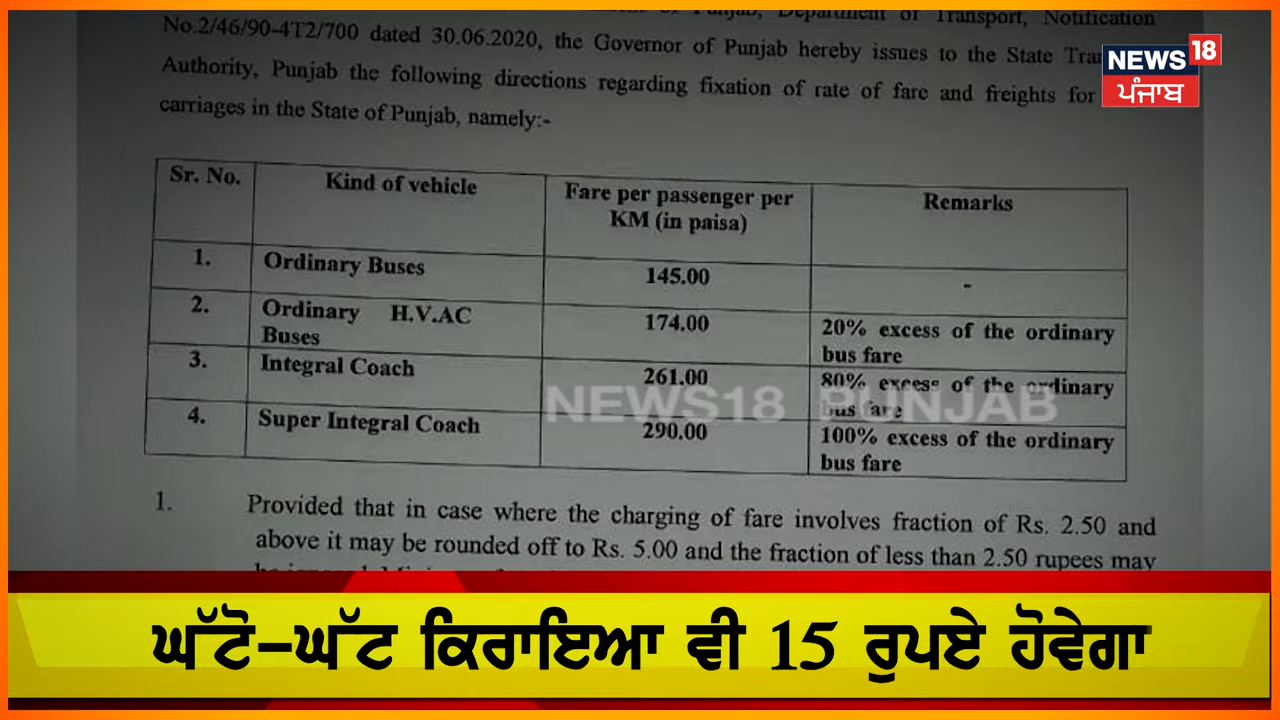 Punjab, Department of Transport, Notification
No.2/46/90-4T2/700 dated 30.06.2020, the Governor of Punjab hereby issues to the State
Authority, Punjab the following directions regarding fixation of rate of fare and freights for
carriages in the State of Punjab, namely:-
NEWS 18
ਪੰਜਾਬ
Sr. No. Kind of vehicle Fare per passenger per KM (in paisa) Remarks
1. Ordinary Buses 145.00 -
2. Ordinary H.V.AC Buses 174.00 20% excess of the ordinary bus fare
3. Integral Coach 261.00 80% excess of the ordinary bus fare
4. Super Integral Coach 290.00 100% excess of the ordinary bus fare
NEWS18 PUNJAB
1. Provided that in case where the charging of fare involves fraction of Rs. 2.50 and
above it may be rounded off to Rs. 5.00 and the fraction of less than 2.50 rupees may
ਘੱਟੋ-ਘੱਟ ਕਿਰਾਇਆ ਵੀ 15 ਰੁਪਏ ਹੋਵੇਗਾ